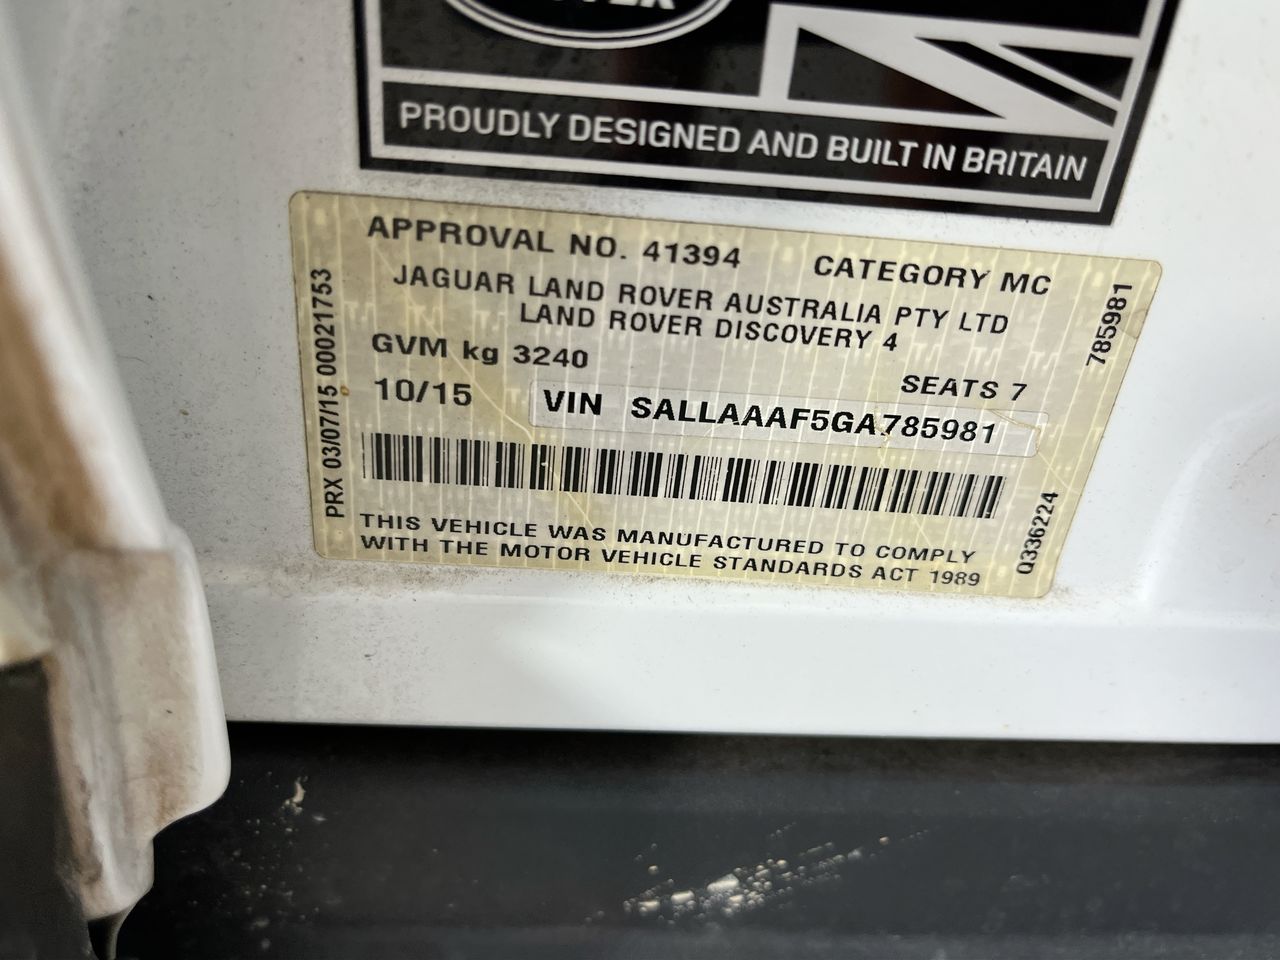 PROUDLY DESIGNED AND BUILT IN BRITAIN
APPROVAL NO. 41394 CATEGORY MC
JAGUAR LAND ROVER AUSTRALIA PTY LTD
LAND ROVER DISCOVERY 4
GVM kg 3240
SEATS 7
10/15 VIN SALLAAAF5GA785981
THIS VEHICLE WAS MANUFACTURED TO COMPLY
WITH THE MOTOR VEHICLE STANDARDS ACT 1989
PRX 03/07/15 00021753
785981
Q336224